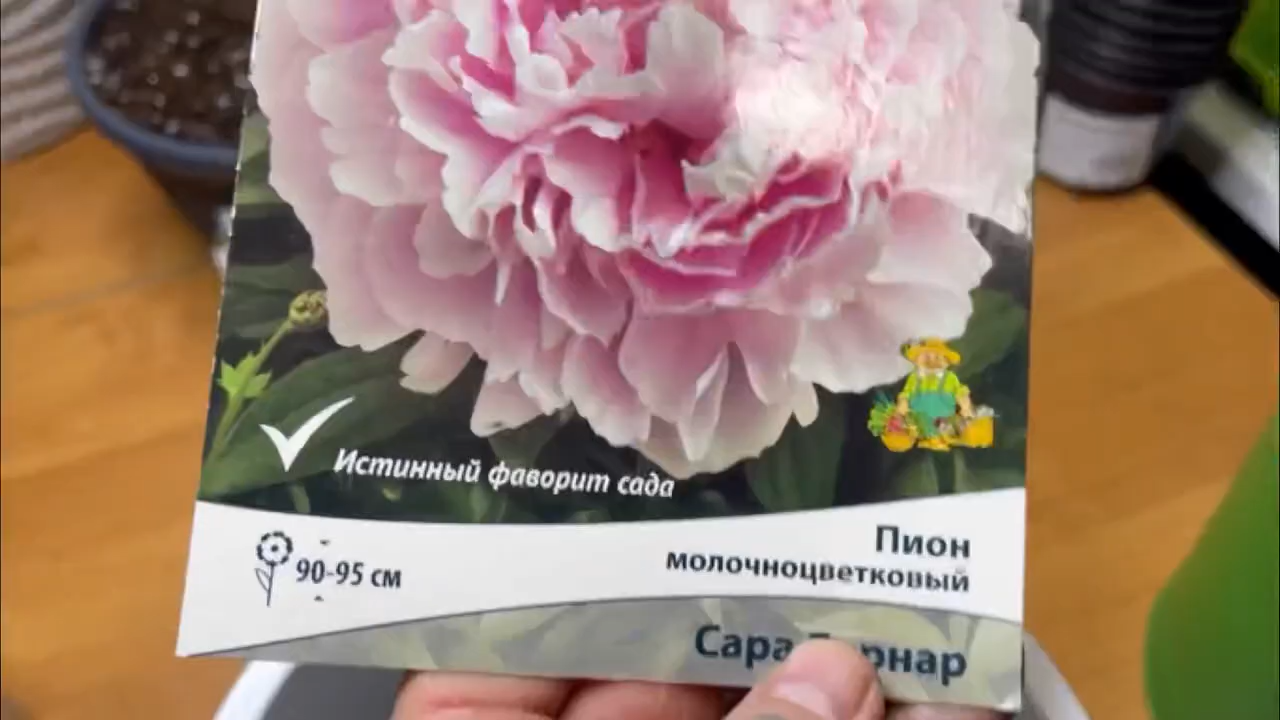 Истинный фаворит сада
90-95 см
Пион
молочноцветковый
Сара